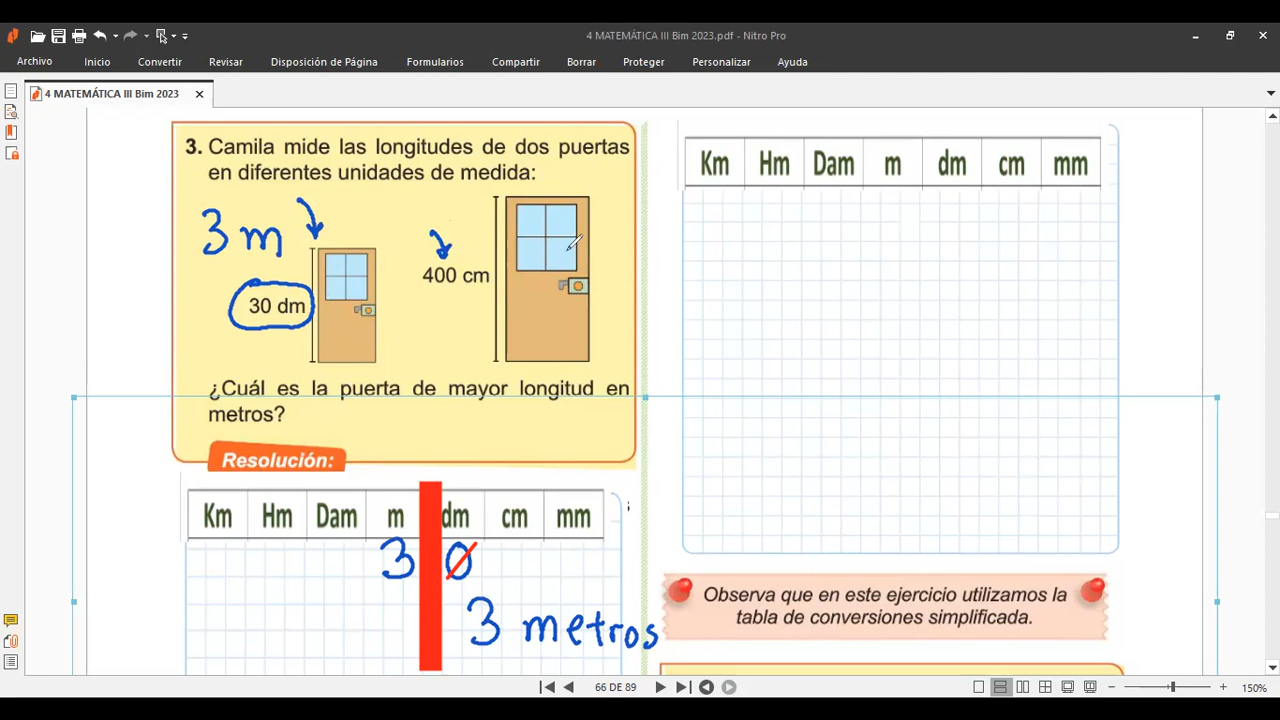 4 MATEMÁTICA III Bim 2023.pdf - Nitro Pro
Archivo Inicio Convertir Revisar Disposición de Página Formularios Compartir Borrar Proteger Personalizar Ayuda
4 MATEMÁTICA III Bim 2023
3. Camila mide las longitudes de dos puertas
en diferentes unidades de medida:
3 m
400 cm
30 dm
¿Cuál es la puerta de mayor longitud en
metros?
Resolución:
Km Hm Dam m dm cm mm
3 0
3 metros
Km Hm Dam m dm cm mm
Observa que en este ejercicio utilizamos la
tabla de conversiones simplificada.
66 DE 89
150%